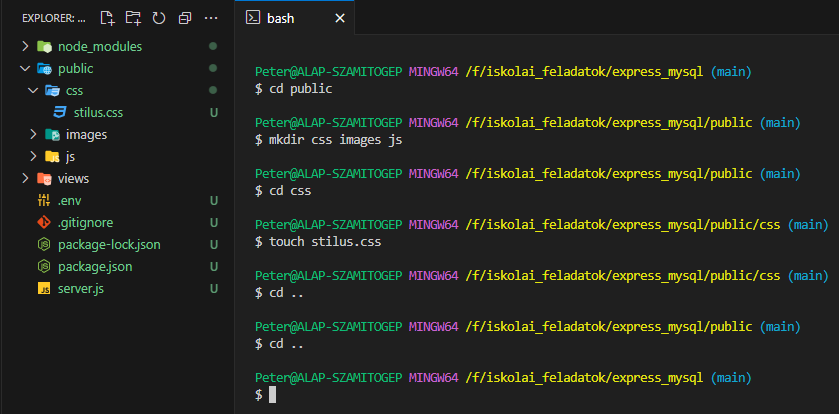 EXPLORER: ...
node_modules
public
css
stilus.css U
images
js
views
.env U
.gitignore U
package-lock.json U
package.json U
server.js U
bash
Peter@ALAP-SZAMITOGEP MINGW64 /f/iskolai_feladatok/express_mysql (main)
$ cd public
Peter@ALAP-SZAMITOGEP MINGW64 /f/iskolai_feladatok/express_mysql/public (main)
$ mkdir css images js
Peter@ALAP-SZAMITOGEP MINGW64 /f/iskolai_feladatok/express_mysql/public (main)
$ cd css
Peter@ALAP-SZAMITOGEP MINGW64 /f/iskolai_feladatok/express_mysql/public/css (main)
$ touch stilus.css
Peter@ALAP-SZAMITOGEP MINGW64 /f/iskolai_feladatok/express_mysql/public/css (main)
$ cd ..
Peter@ALAP-SZAMITOGEP MINGW64 /f/iskolai_feladatok/express_mysql/public (main)
$ cd ..
Peter@ALAP-SZAMITOGEP MINGW64 /f/iskolai_feladatok/express_mysql (main)
$